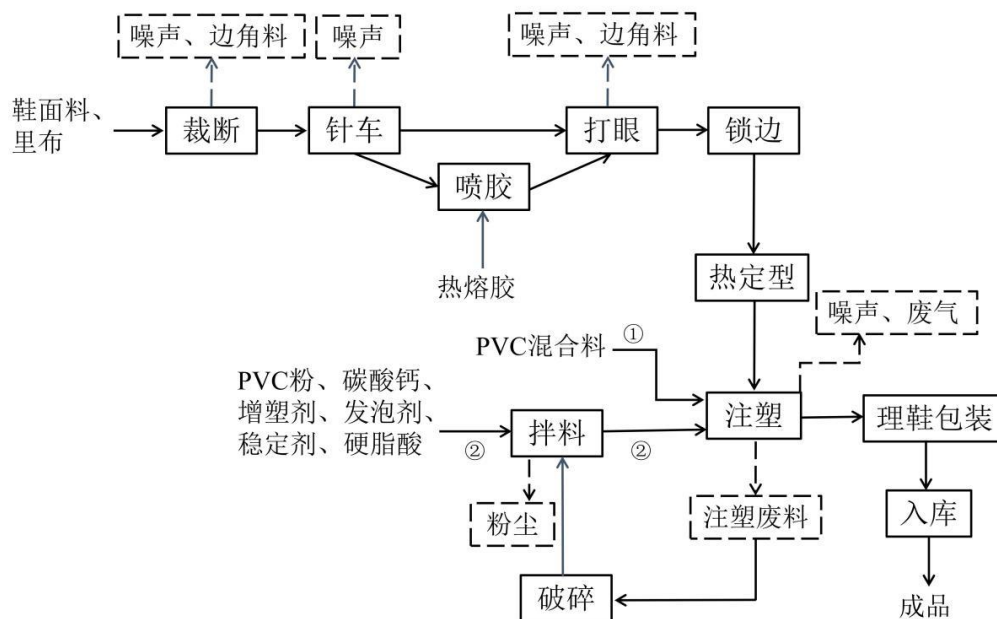 噪声、边角料
噪声
噪声、边角料
鞋面料、
里布
裁断
针车
打眼
锁边
喷胶
热熔胶
热定型
噪声、废气
PVC混合料
①
PVC粉、碳酸钙、
增塑剂、发泡剂、
稳定剂、硬脂酸
②
拌料
②
注塑
理鞋包装
粉尘
注塑废料
入库
破碎
成品